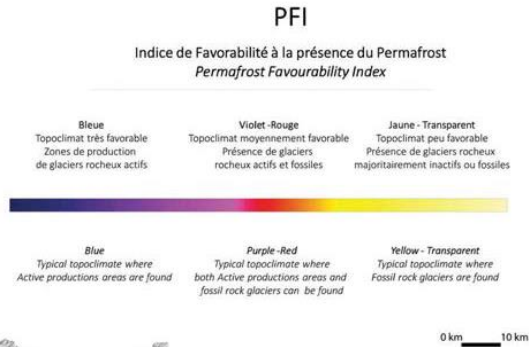 PFI
Indice de Favorabilité à la présence du Permafrost
Permafrost Favourability Index
Bleue
Topoclimat très favorable
Zones de production
de glaciers rocheux actifs
Violet -Rouge
Topoclimat moyennement favorable
Présence de glaciers
rocheux actifs et fossiles
Jaune - Transparent
Topoclimat peu favorable
Présence de glaciers rocheux
majoritairement inactifs ou fossiles
Blue
Typical topoclimate where
Active productions areas are found
Purple -Red
Typical topoclimate where
both Active productions areas and
fossil rock glaciers can be found
Yellow - Transparent
Typical topoclimate where
Fossil rock glaciers are found
0 km 10 km